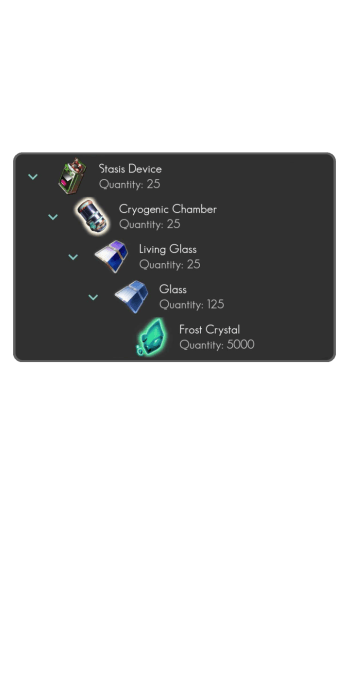 Stasis Device
Quantity: 25
Cryogenic Chamber
Quantity: 25
Living Glass
Quantity: 25
Glass
Quantity: 125
Frost Crystal
Quantity: 5000